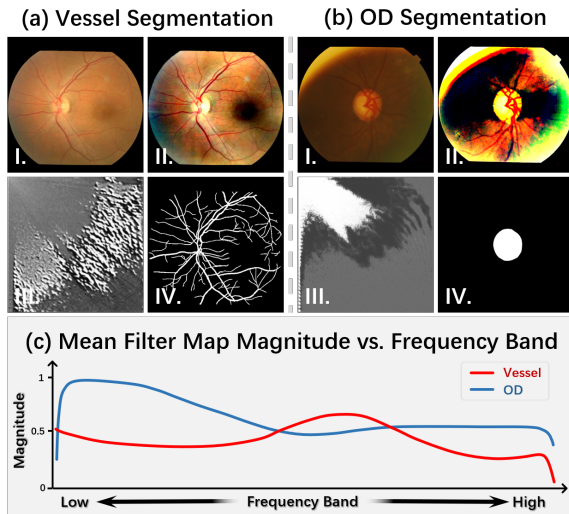 (a) Vessel Segmentation
(b) OD Segmentation
I.
II.
I.
II.
III.
IV.
III.
IV.
(c) Mean Filter Map Magnitude vs. Frequency Band
Vessel
OD
Magnitude
1
0.5
0
Low
Frequency Band
High